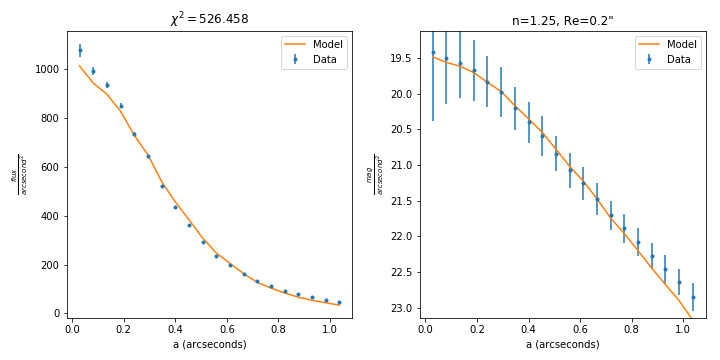 χ² = 526.458
Model
Data
flux
arcsecond²
1000
800
600
400
200
0
0.0 0.2 0.4 0.6 0.8 1.0
a (arcseconds)
n=1.25, Re=0.2"
Model
Data
mag
arcsecond²
19.5
20.0
20.5
21.0
21.5
22.0
22.5
23.0
0.0 0.2 0.4 0.6 0.8 1.0
a (arcseconds)